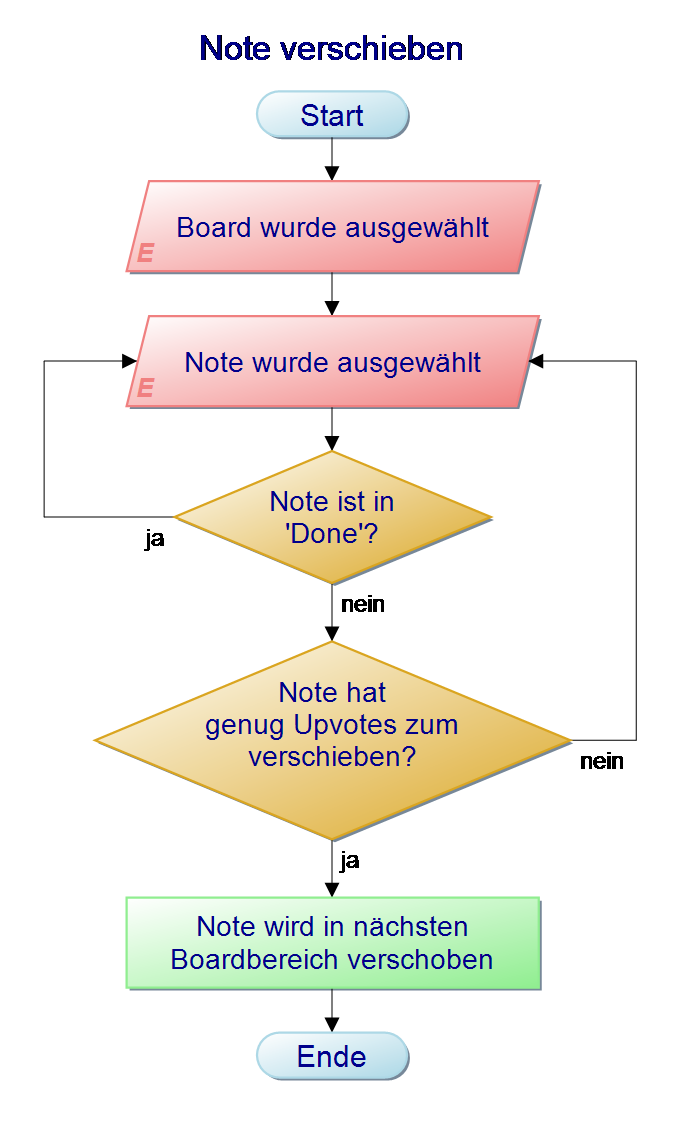 Note verschieben
Start
Board wurde ausgewählt
E
Note wurde ausgewählt
E
Note ist in
'Done'?
ja
nein
Note hat
genug Upvotes zum
verschieben?
nein
ja
Note wird in nächsten
Boardbereich verschoben
Ende